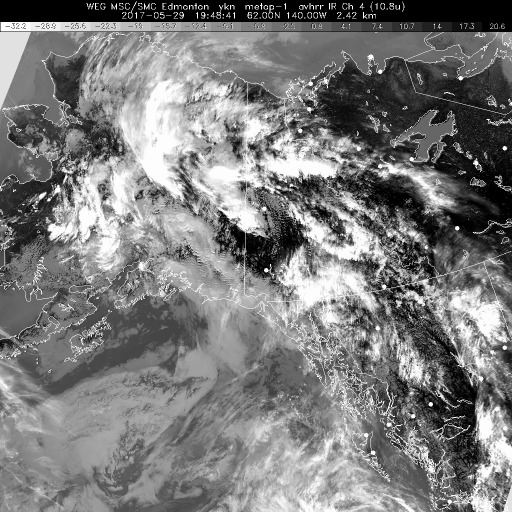 WEG MSC/SMC Edmonton ykn metop-1 avhrr IR Ch 4 (10.8u)
2017-05-29 19:48:41 62.00N 140.00W 2.42 km
-32.2 -28.9 -25.6 -22.3 4.1 7.4 10.7 14 17.3 20.6